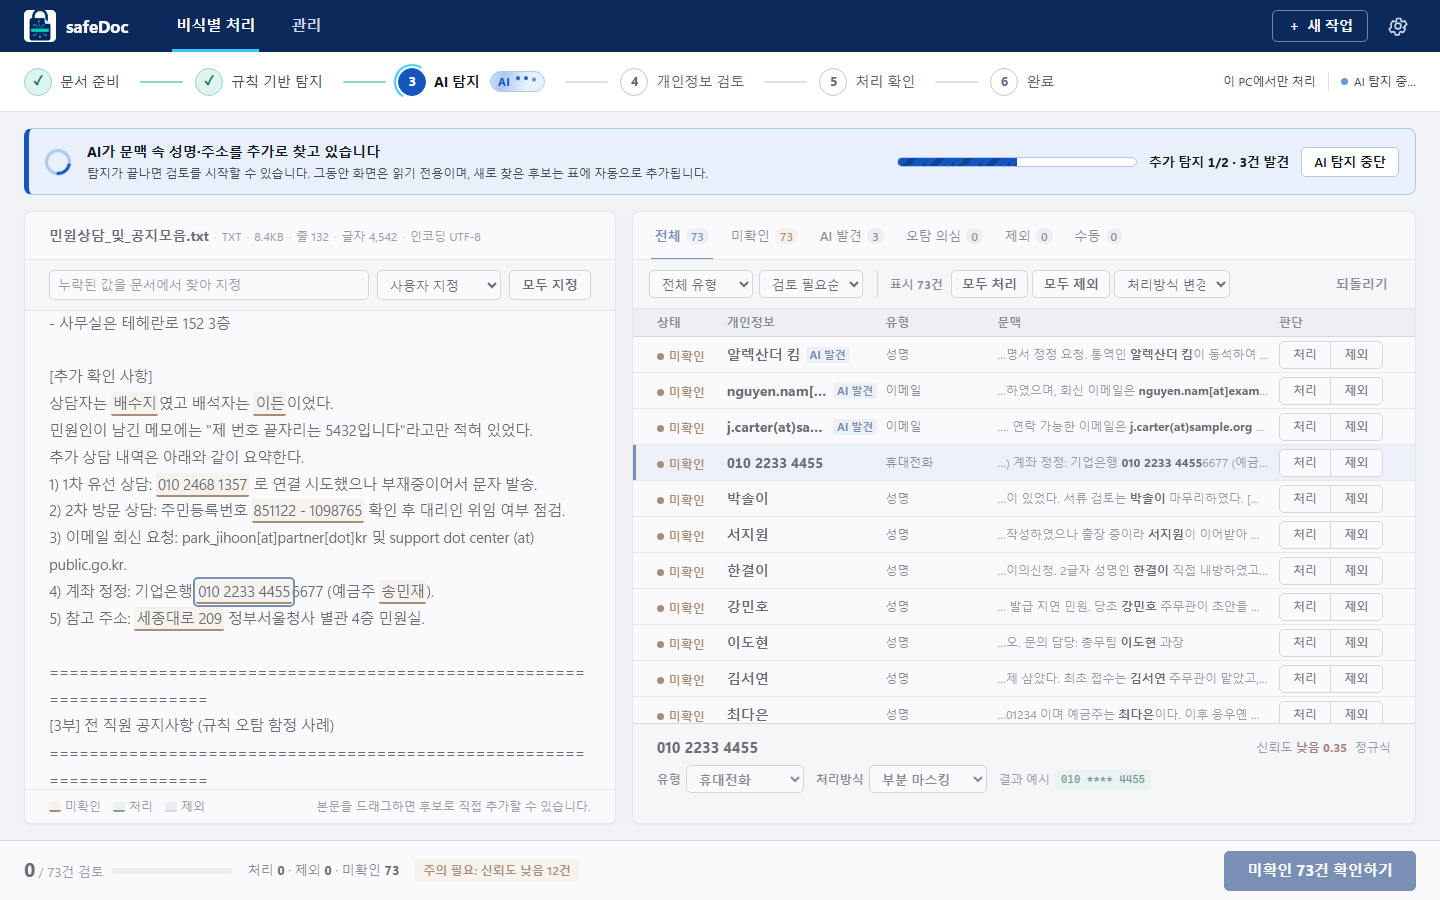 safeDoc 비식별 처리 관리 + 새 작업
✓ 문서 준비 ✓ 규칙 기반 탐지 3 AI 탐지 AI 4 개인정보 검토 5 처리 확인 6 완료 이 PC에서만 처리 AI 탐지 중...
AI가 문맥 속 성명·주소를 추가로 찾고 있습니다
탐지가 끝나면 검토를 시작할 수 있습니다. 그동안 화면은 읽기 전용이며, 새로 찾은 후보는 표에 자동으로 추가됩니다.
추가 탐지 1/2 · 3건 발견 AI 탐지 중단
민원상담_및_공지모음.txt · TXT · 8.4KB · 줄 132 · 글자 4,542 · 인코딩 UTF-8
누락된 값을 문서에서 찾아 지정 사용자 지정 모두 지정
- 사무실은 테헤란로 152 3층
[추가 확인 사항]
상담자는 배수지 였고 배석자는 이든 이었다.
민원인이 남긴 메모에는 "제 번호 끝자리는 5432입니다"라고만 적혀 있었다.
추가 상담 내역은 아래와 같이 요약한다.
1) 1차 유선 상담: 010 2468 1357 로 연결 시도했으나 부재중이어서 문자 발송.
2) 2차 방문 상담: 주민등록번호 851122 - 1098765 확인 후 대리인 위임 여부 점검.
3) 이메일 회신 요청: park_jihoon[at]partner[dot]kr 및 support dot center (at)
public.go.kr.
4) 계좌 정정: 기업은행 010 2233 4455 6677 (예금주 송민재).
5) 참고 주소: 세종대로 209 정부서울청사 별관 4층 민원실.
======================================================
================
[3부] 전 직원 공지사항 (규칙 오탐 함정 사례)
======================================================
================
미확인 처리 제외 본문을 드래그하면 후보로 직접 추가할 수 있습니다.
전체 73 미확인 73 AI 발견 3 오탐 의심 0 제외 0 수동 0
전체 유형 검토 필요순 표시 73건 모두 처리 모두 제외 처리방식 변경 되돌리기
상태 개인정보 유형 문맥 판단
미확인 알렉산더 킴 AI 발견 성명 ...명서 정정 요청. 통역인 알렉산더 킴이 동석하여 ... 처리 제외
미확인 nguyen.nam[... AI 발견 이메일 ...하였으며, 회신 이메일은 nguyen.nam[at]exam... 처리 제외
미확인 j.carter(at)sa... AI 발견 이메일 .... 연락 가능한 이메일은 j.carter(at)sample.org ... 처리 제외
미확인 010 2233 4455 휴대전화 ...) 계좌 정정: 기업은행 010 2233 44556677 (예금... 처리 제외
미확인 박솔이 성명 ...이 있었다. 서류 검토는 박솔이 마무리하였다. [... 처리 제외
미확인 서지원 성명 ...작성하였으나 출장 중이라 서지원이 이어받아 ... 처리 제외
미확인 한결이 성명 ...이의신청. 2글자 성명인 한결이 직접 내방하였고... 처리 제외
미확인 강민호 성명 ... 발급 지연 민원. 당초 강민호 주무관이 초안을 ... 처리 제외
미확인 이도현 성명 ...오. 문의 담당: 총무팀 이도현 과장 처리 제외
미확인 김서연 성명 ...제 삼았다. 최초 접수는 김서연 주무관이 맡았고,... 처리 제외
미확인 최다은 성명 ...01234 이며 예금주는 최다은이다. 이후 응우옌 ... 처리 제외
010 2233 4455 신뢰도 낮음 0.35 정규식
유형 휴대전화 처리방식 부분 마스킹 결과 예시 010 **** 4455
0 / 73건 검토 처리 0 · 제외 0 · 미확인 73 주의 필요: 신뢰도 낮음 12건 미확인 73건 확인하기